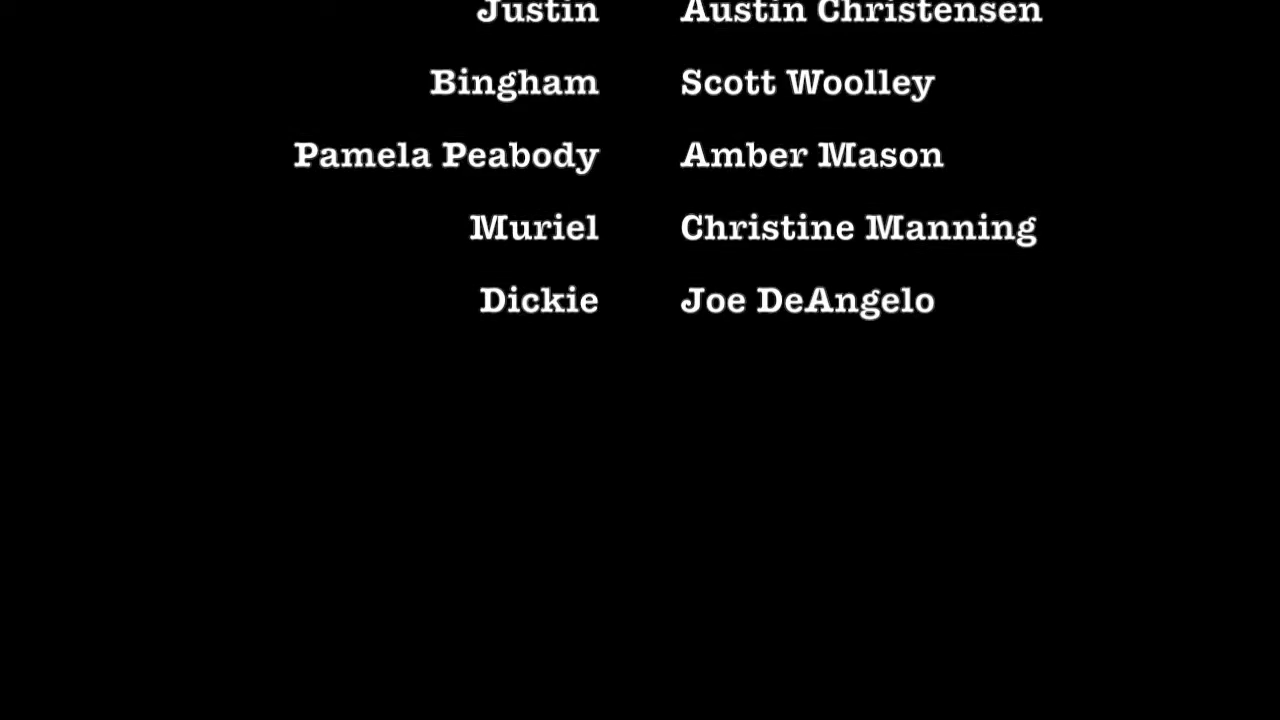 Justin Austin Christensen
Bingham Scott Woolley
Pamela Peabody Amber Mason
Muriel Christine Manning
Dickie Joe DeAngelo